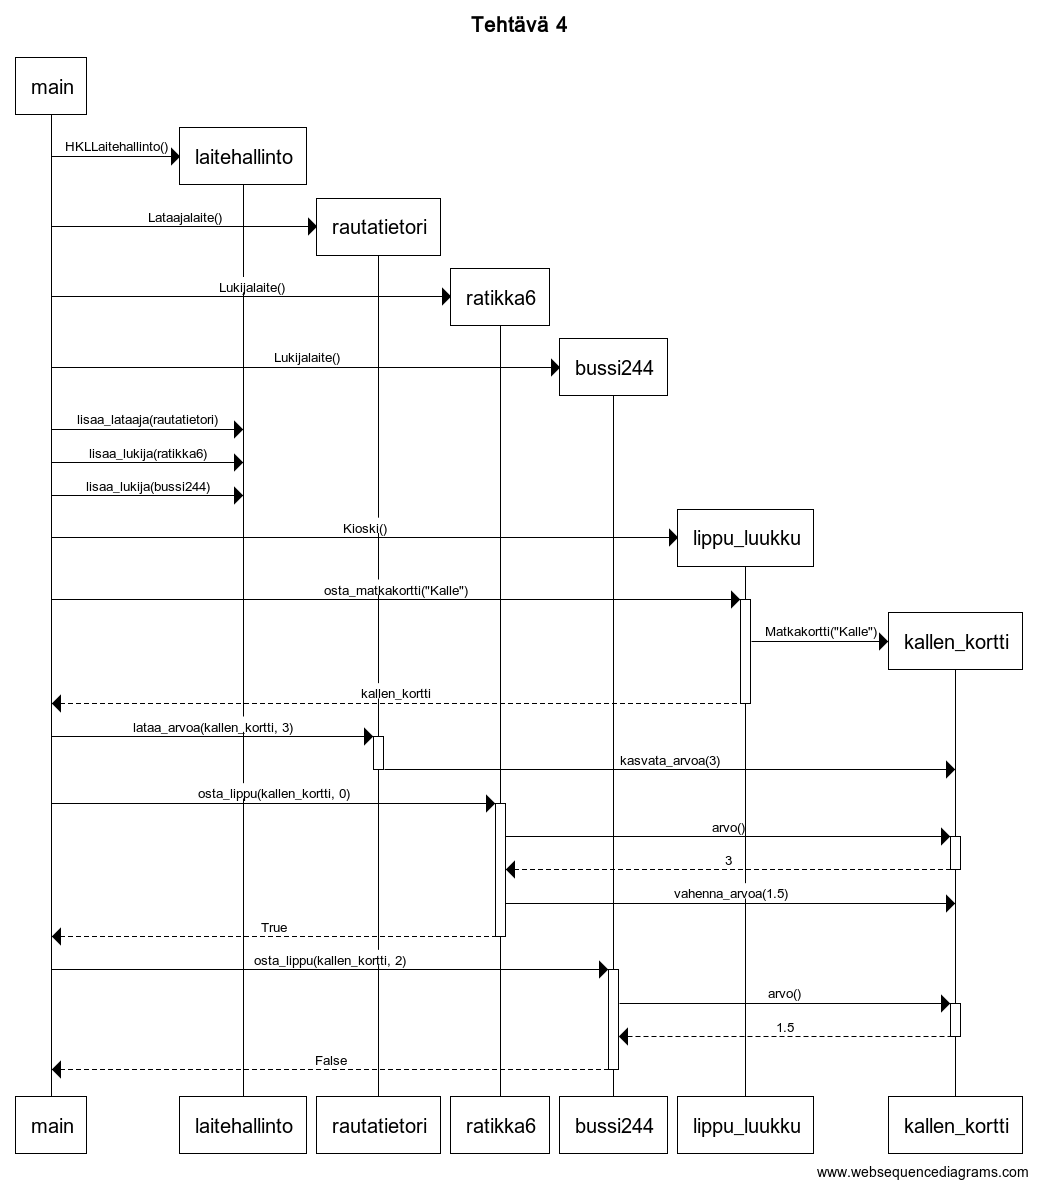 Tehtävä 4
main
HKLLaitehallinto()
laitehallinto
Lataajalaite()
rautatietori
Lukijalaite()
ratikka6
Lukijalaite()
bussi244
lisaa_lataaja(rautatietori)
lisaa_lukija(ratikka6)
lisaa_lukija(bussi244)
Kioski()
lippu_luukku
osta_matkakortti("Kalle")
Matkakortti("Kalle")
kallen_kortti
kallen_kortti
lataa_arvoa(kallen_kortti, 3)
kasvata_arvoa(3)
osta_lippu(kallen_kortti, 0)
arvo()
3
vahenna_arvoa(1.5)
True
osta_lippu(kallen_kortti, 2)
arvo()
1.5
False
main laitehallinto rautatietori ratikka6 bussi244 lippu_luukku kallen_kortti
www.websequencediagrams.com